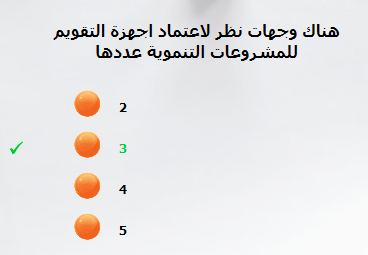 هناك وجهات نظر لاعتماد اجهزة التقويم
للمشروعات التنموية عددها
2
3
4
5